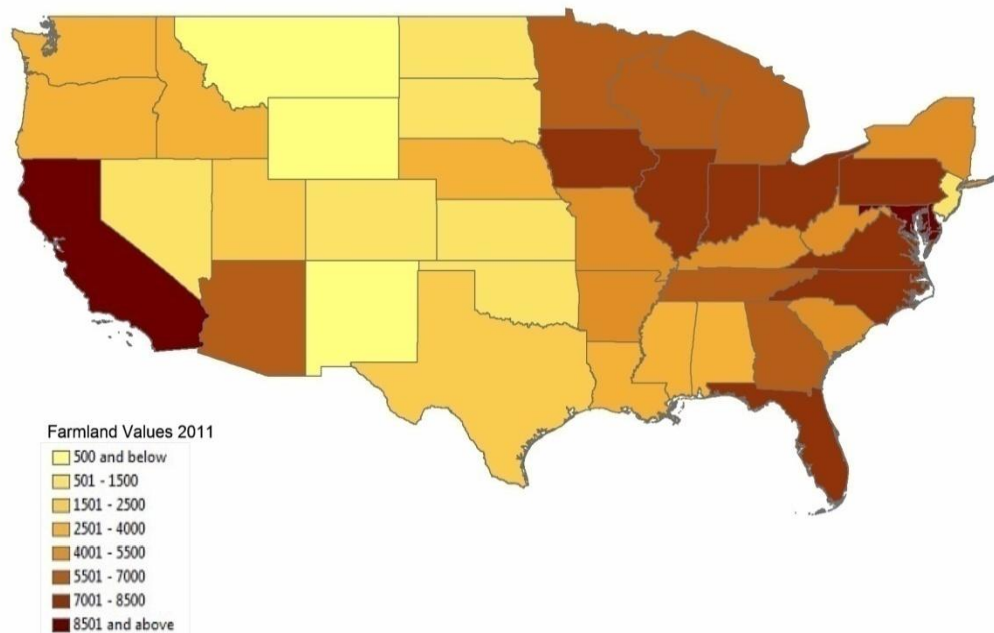 Farmland Values 2011
500 and below
501 - 1500
1501 - 2500
2501 - 4000
4001 - 5500
5501 - 7000
7001 - 8500
8501 and above